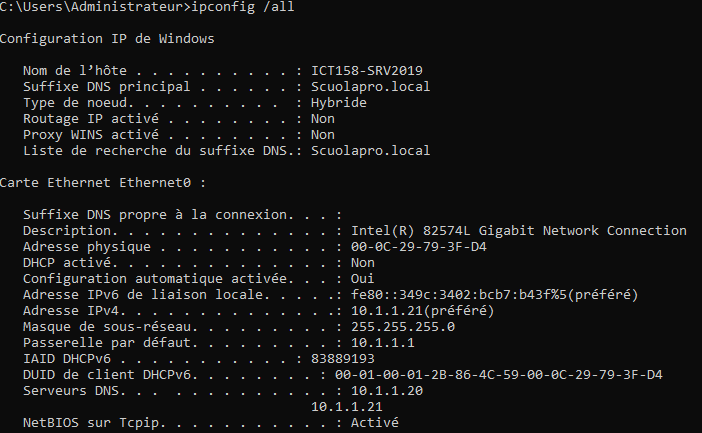 C:\Users\Administrateur>ipconfig /all
Configuration IP de Windows
Nom de l’hôte . . . . . . . . . . : ICT158-SRV2019
Suffixe DNS principal . . . . . . : Scuolapro.local
Type de noeud. . . . . . . . . .  : Hybride
Routage IP activé . . . . . . . . : Non
Proxy WINS activé . . . . . . . . : Non
Liste de recherche du suffixe DNS.: Scuolapro.local
Carte Ethernet Ethernet0 :
Suffixe DNS propre à la connexion. . . :
Description. . . . . . . . . . . . . . : Intel(R) 82574L Gigabit Network Connection
Adresse physique . . . . . . . . . . . : 00-0C-29-79-3F-D4
DHCP activé. . . . . . . . . . . . . . : Non
Configuration automatique activée. . . : Oui
Adresse IPv6 de liaison locale. . . . .: fe80::349c:3402:bcb7:b43f%5(préféré)
Adresse IPv4. . . . . . . . . . . . . .: 10.1.1.21(préféré)
Masque de sous-réseau. . . . . . . . . : 255.255.255.0
Passerelle par défaut. . . . . . . . . : 10.1.1.1
IAID DHCPv6 . . . . . . . . . . . : 83889193
DUID de client DHCPv6. . . . . . . . : 00-01-00-01-2B-86-4C-59-00-0C-29-79-3F-D4
Serveurs DNS. . .  . . . . . . . . . . : 10.1.1.20
10.1.1.21
NetBIOS sur Tcpip. . . . . . . . . . . : Activé